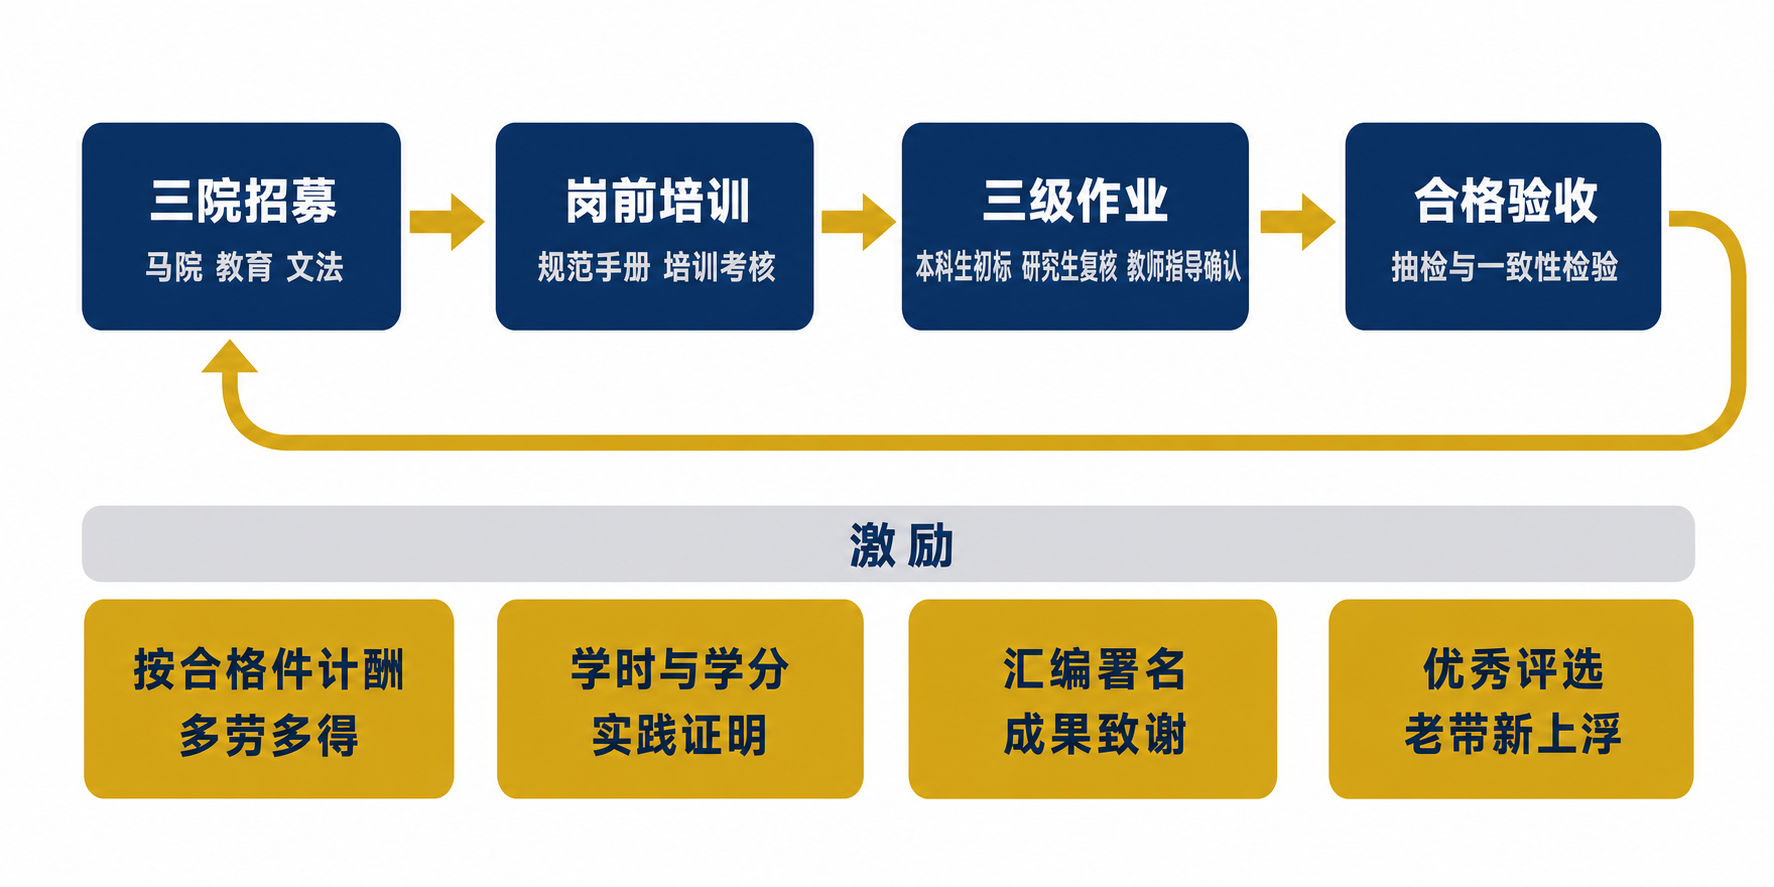 三院招募
马院 教育 文法
岗前培训
规范手册 培训考核
三级作业
本科生初标 研究生复核 教师指导确认
合格验收
抽检与一致性检验
激励
按合格件计酬
多劳多得
学时与学分
实践证明
汇编署名
成果致谢
优秀评选
老带新上浮